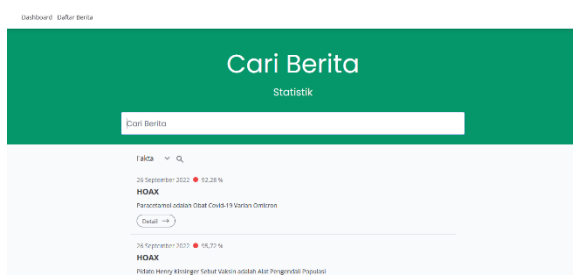 Dashboard Daftar Berita
Cari Berita
Statistik
Cari Berita
Fakta
26 September 2022 52,28 %
HOAX
Paracetamol adalah Obat Covid-19 Varian Omicron
Detail →
26 September 2022 95,72 %
HOAX
Pidato Henry Kissinger Sebut Vaksin adalah Alat Pengendali Populasi